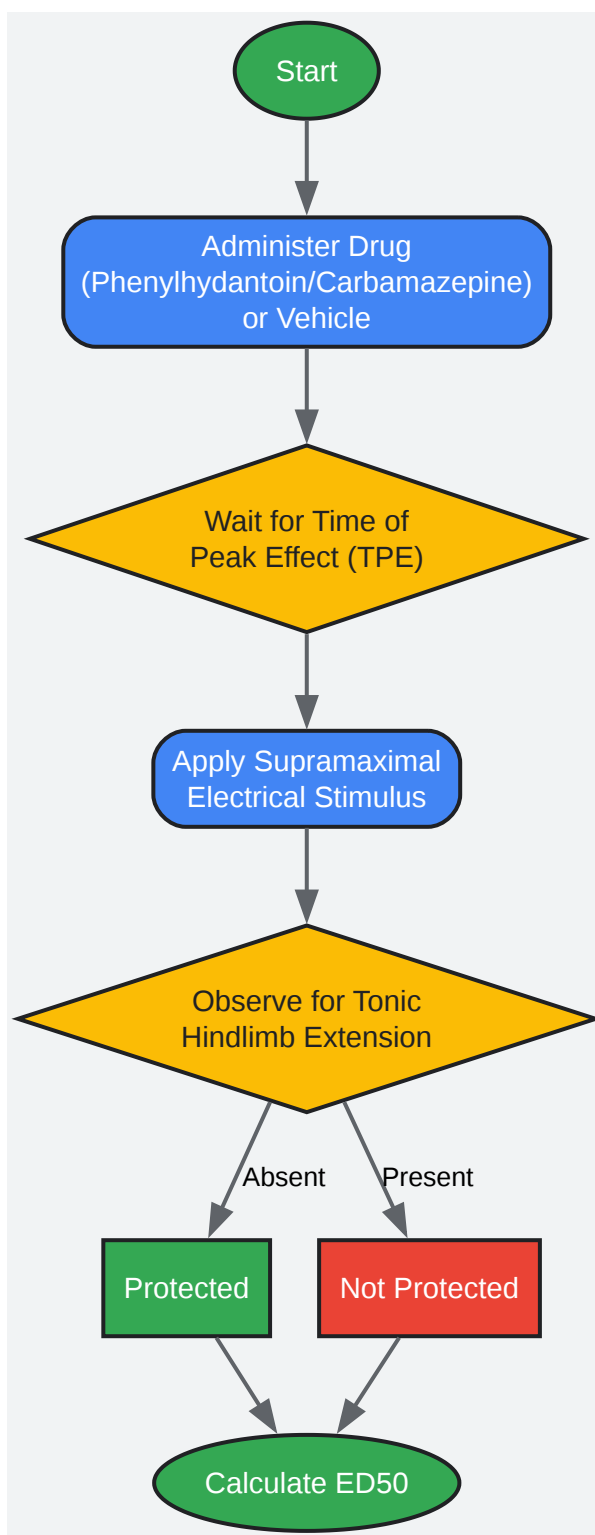 Start
Administer Drug
(Phenylhydantoin/Carbamazepine)
or Vehicle
Wait for Time of
Peak Effect (TPE)
Apply Supramaximal
Electrical Stimulus
Observe for Tonic
Hindlimb Extension
Absent
Present
Protected
Not Protected
Calculate ED50